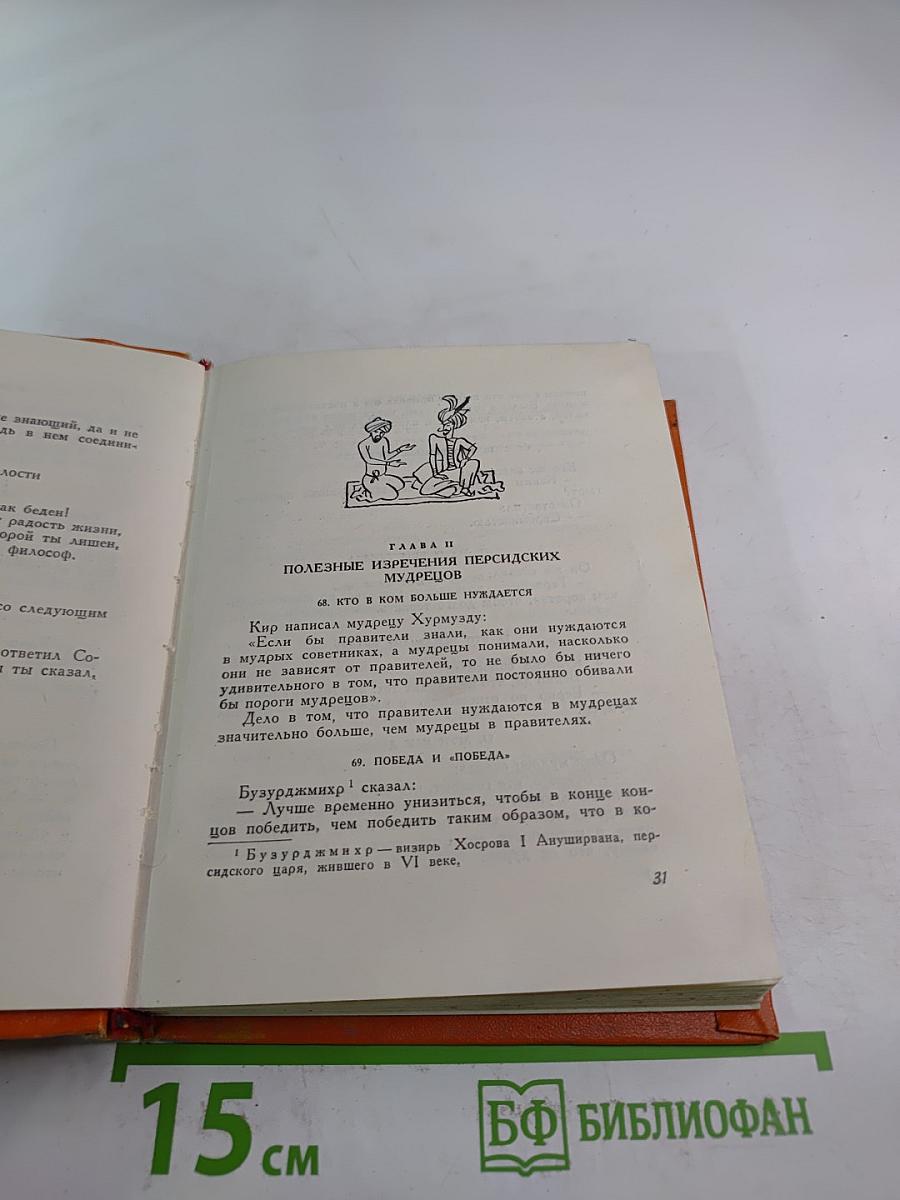 е знающий, да и не
дь в нем соедини-
лости
ак беден!
радость жизни,
орой ты лишен,
философ.
со следующим
ответил Со-
ты сказал,
ГЛАВА II
ПОЛЕЗНЫЕ ИЗРЕЧЕНИЯ ПЕРСИДСКИХ
МУДРЕЦОВ
68. КТО В КОМ БОЛЬШЕ НУЖДАЕТСЯ
Кир написал мудрецу Хурмузду:
«Если бы правители знали, как они нуждаются
в мудрых советниках, а мудрецы понимали, насколько
они не зависят от правителей, то не было бы ничего
удивительного в том, что правители постоянно обивали
бы пороги мудрецов».
Дело в том, что правители нуждаются в мудрецах
значительно больше, чем мудрецы в правителях.
69. ПОБЕДА И «ПОБЕДА»
Бузурджмихр 1 сказал:
— Лучше временно унизиться, чтобы в конце кон-
цов победить, чем победить таким образом, что в ко-
1 Бузурджмихр — визирь Хосрова I Ануширвана, пер-
сидского царя, жившего в VI веке.
31
15 см
БФ БИБЛИОФАН